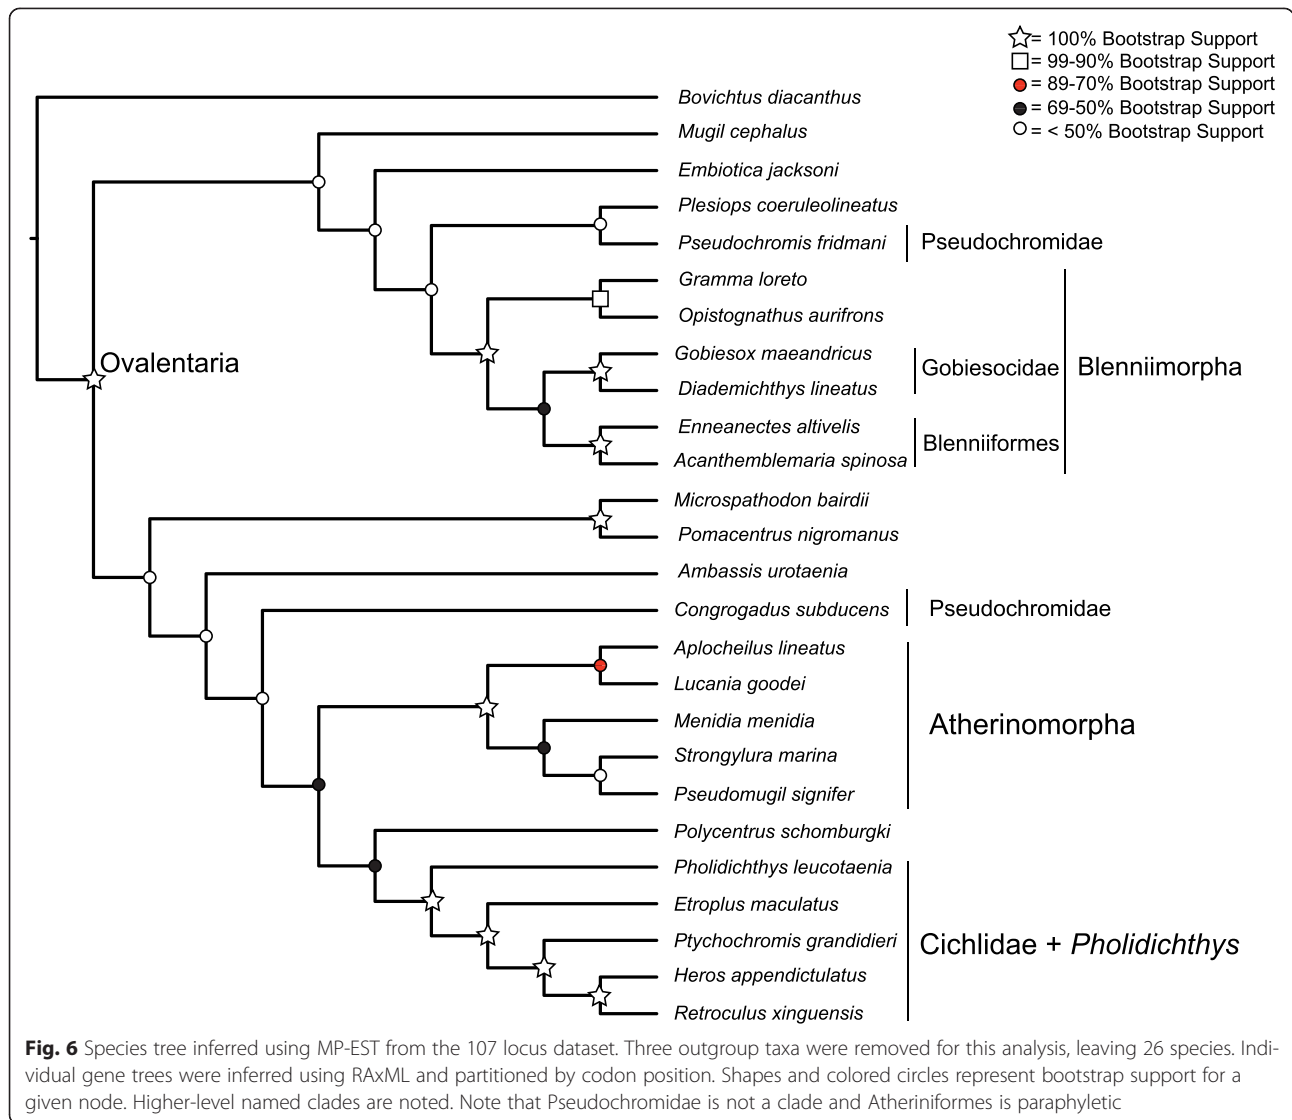 = 100% Bootstrap Support
= 99-90% Bootstrap Support
= 89-70% Bootstrap Support
= 69-50% Bootstrap Support
= < 50% Bootstrap Support
Bovichtus diacanthus
Mugil cephalus
Embiotica jacksoni
Plesiops coeruleolineatus
Pseudochromis fridmani
Pseudochromidae
Gramma loreto
Opistognathus aurifrons
Gobiesox maeandricus
Diademichthys lineatus
Gobiesocidae
Blenniimorpha
Ovalentaria
Enneanectes altivelis
Acanthemblemaria spinosa
Blenniiformes
Microspathodon bairdii
Pomacentrus nigromanus
Ambassis urotaenia
Congrogadus subducens
Pseudochromidae
Aplocheilus lineatus
Lucania goodei
Menidia menidia
Strongylura marina
Pseudomugil signifer
Atherinomorpha
Polycentrus schomburgki
Pholidichthys leucotaenia
Etroplus maculatus
Ptychochromis grandidieri
Heros appendictulatus
Retroculus xinguensis
Cichlidae + Pholidichthys
Fig. 6 Species tree inferred using MP-EST from the 107 locus dataset. Three outgroup taxa were removed for this analysis, leaving 26 species. Indi-
vidual gene trees were inferred using RAxML and partitioned by codon position. Shapes and colored circles represent bootstrap support for a
given node. Higher-level named clades are noted. Note that Pseudochromidae is not a clade and Atheriniformes is paraphyletic